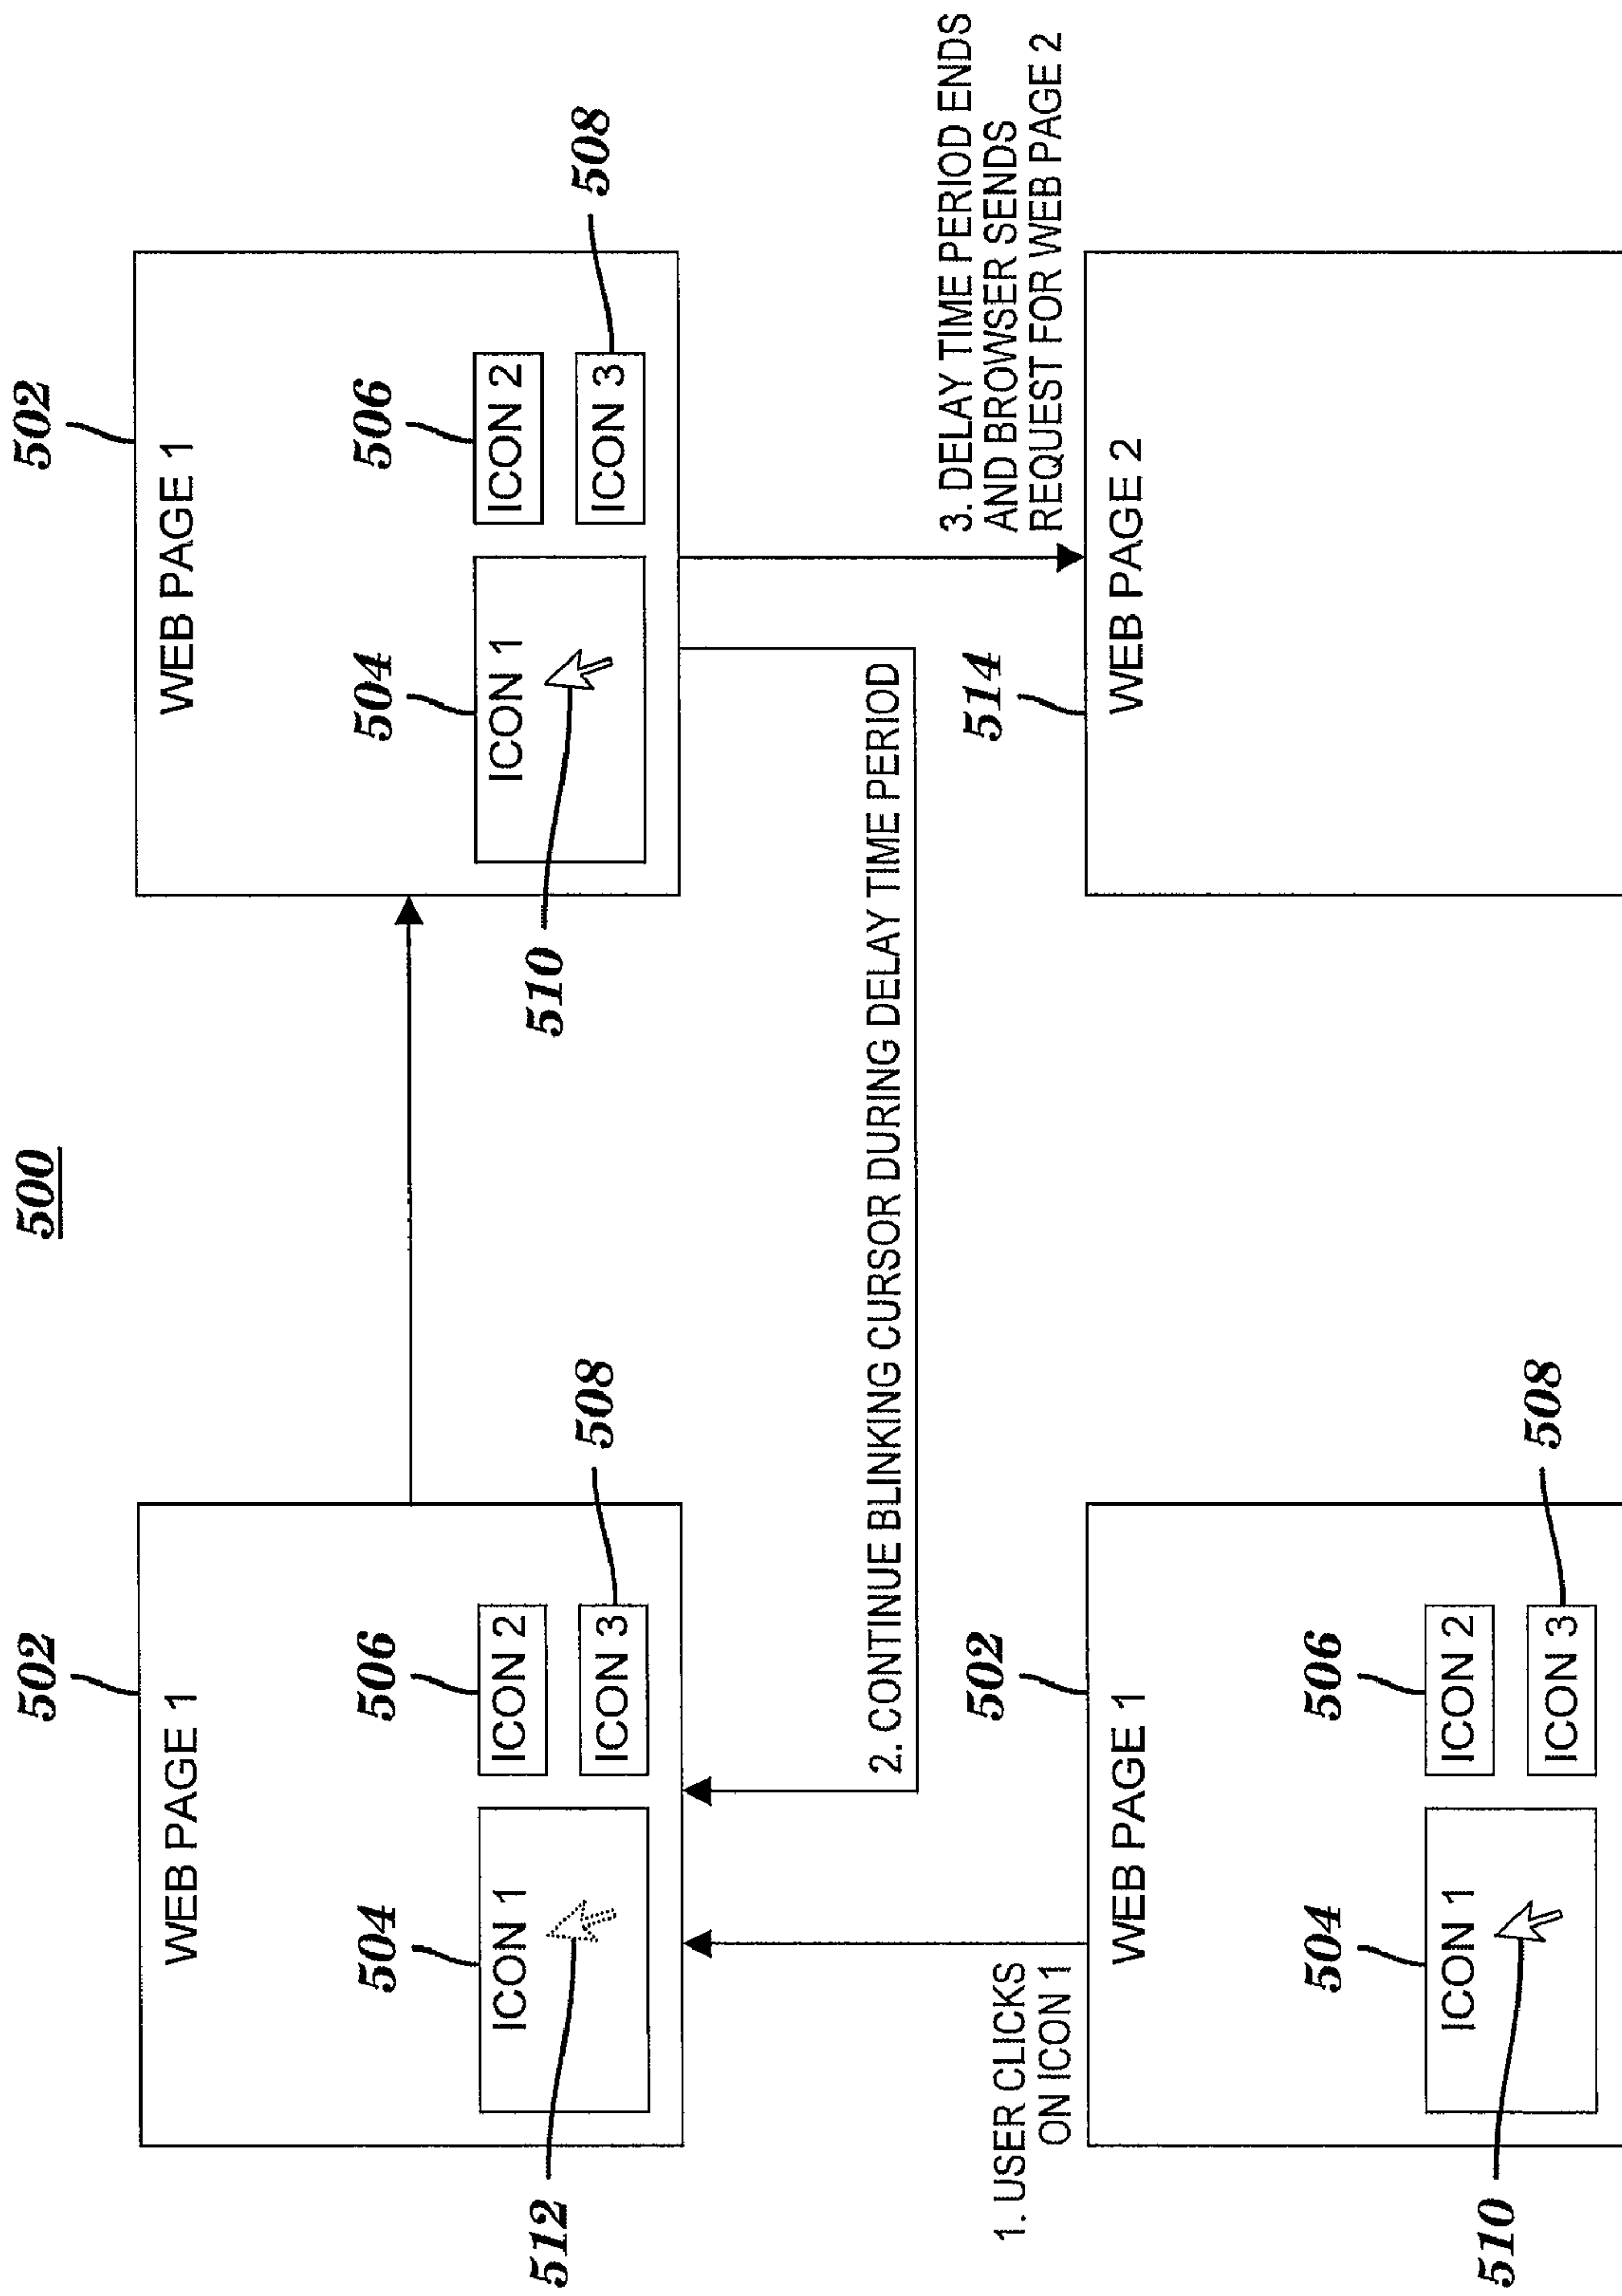 500
502
WEB PAGE 1
504
506
ICON 1
ICON 2
ICON 3
508
512
502
WEB PAGE 1
504
506
ICON 1
ICON 2
ICON 3
508
510
2. CONTINUE BLINKING CURSOR DURING DELAY TIME PERIOD
1. USER CLICKS
ON ICON 1
3. DELAY TIME PERIOD ENDS
AND BROWSER SENDS
REQUEST FOR WEB PAGE 2
502
WEB PAGE 1
504
506
ICON 1
ICON 2
ICON 3
508
510
514
WEB PAGE 2